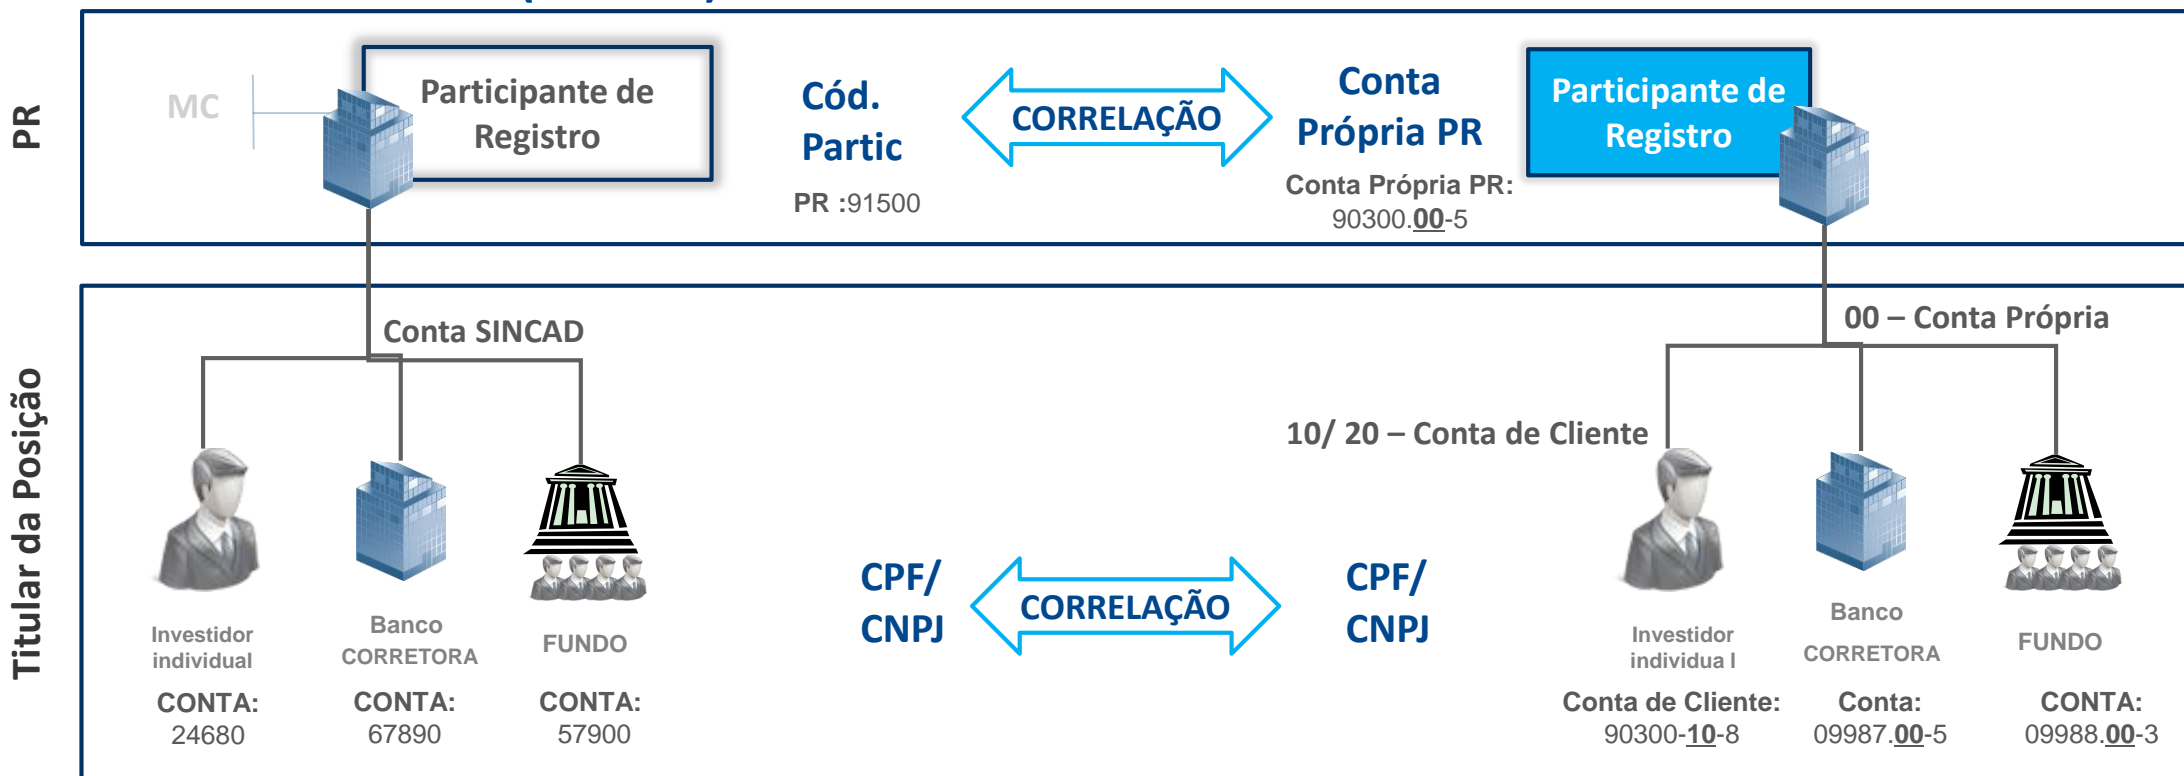 PR
MC
Participante de
Registro
Cód.
Partic
PR :91500
CORRELAÇÃO
Conta
Própria PR
Conta Própria PR:
90300.00-5
Participante de
Registro
Titular da Posição
Conta SINCAD
00 – Conta Própria
10/ 20 – Conta de Cliente
Investidor
individual
CONTA:
24680
Banco
CORRETORA
CONTA:
67890
FUNDO
CONTA:
57900
CPF/
CNPJ
CORRELAÇÃO
CPF/
CNPJ
Investidor
individua l
Conta de Cliente:
90300-10-8
Banco
CORRETORA
Conta:
09987.00-5
FUNDO
CONTA:
09988.00-3